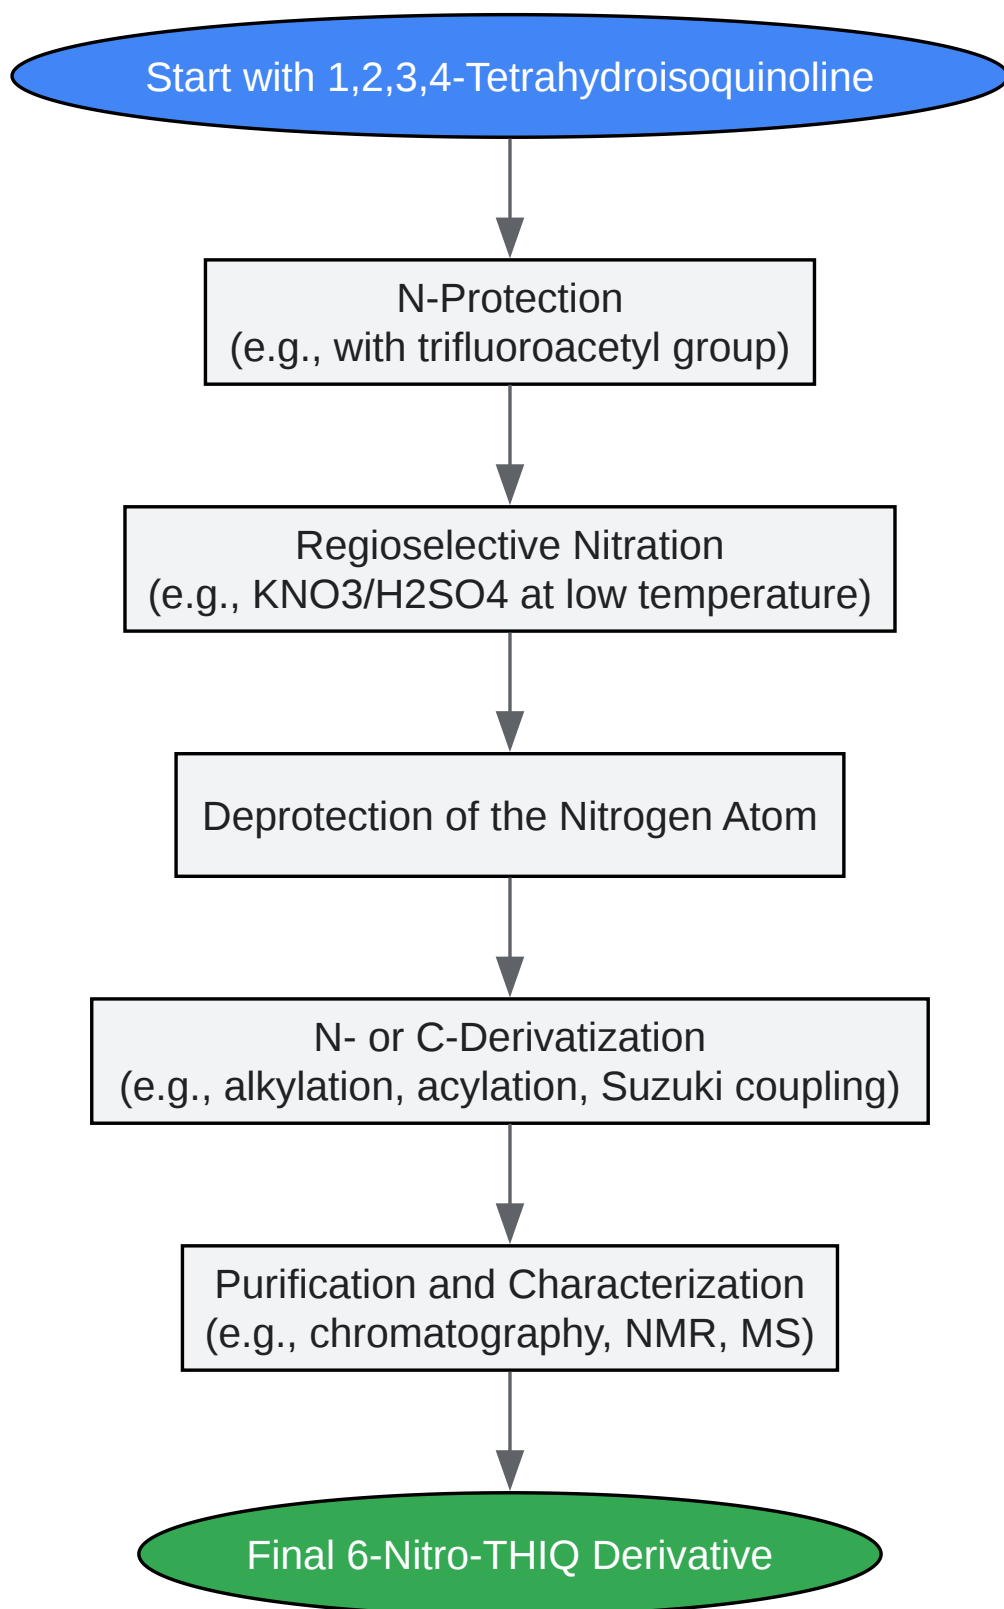 Start with 1,2,3,4-Tetrahydroisoquinoline
N-Protection
(e.g., with trifluoroacetyl group)
Regioselective Nitration
(e.g., KNO3/H2SO4 at low temperature)
Deprotection of the Nitrogen Atom
N- or C-Derivatization
(e.g., alkylation, acylation, Suzuki coupling)
Purification and Characterization
(e.g., chromatography, NMR, MS)
Final 6-Nitro-THIQ Derivative